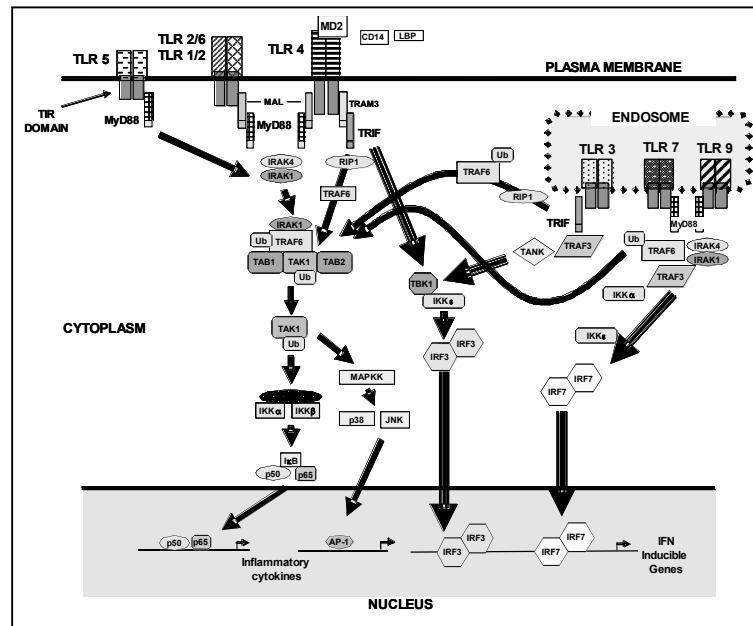 MD2
CD14 LBP
TLR 2/6
TLR 1/2
TLR 4
TLR 5
PLASMA MEMBRANE
TIR
DOMAIN
MyD88
MAL
MyD88
TRAM3
TRIF
ENDOSOME
TLR 3 TLR 7 TLR 9
IRAK4
IRAK1
RIP1
TRAF6
Ub
TRAF6
RIP1
TRIF
MyD88
IRAK1
Ub TRAF6
TAB1 TAK1 TAB2
Ub
TANK TRAF3
Ub TRAF6 IRAK4
IRAK1
TRAF3
IKKα
TBK1
IKKε
CYTOPLASM
TAK1
Ub
IRF3 IRF3
IKKε
MAPKK
IRF7 IRF7
IKKα IKKβ
p38 JNK
IκB
p50 p65
p50 p65
AP-1
IRF3 IRF3
IRF7 IRF7
IFN
Inducible
Genes
Inflammatory
cytokines
NUCLEUS